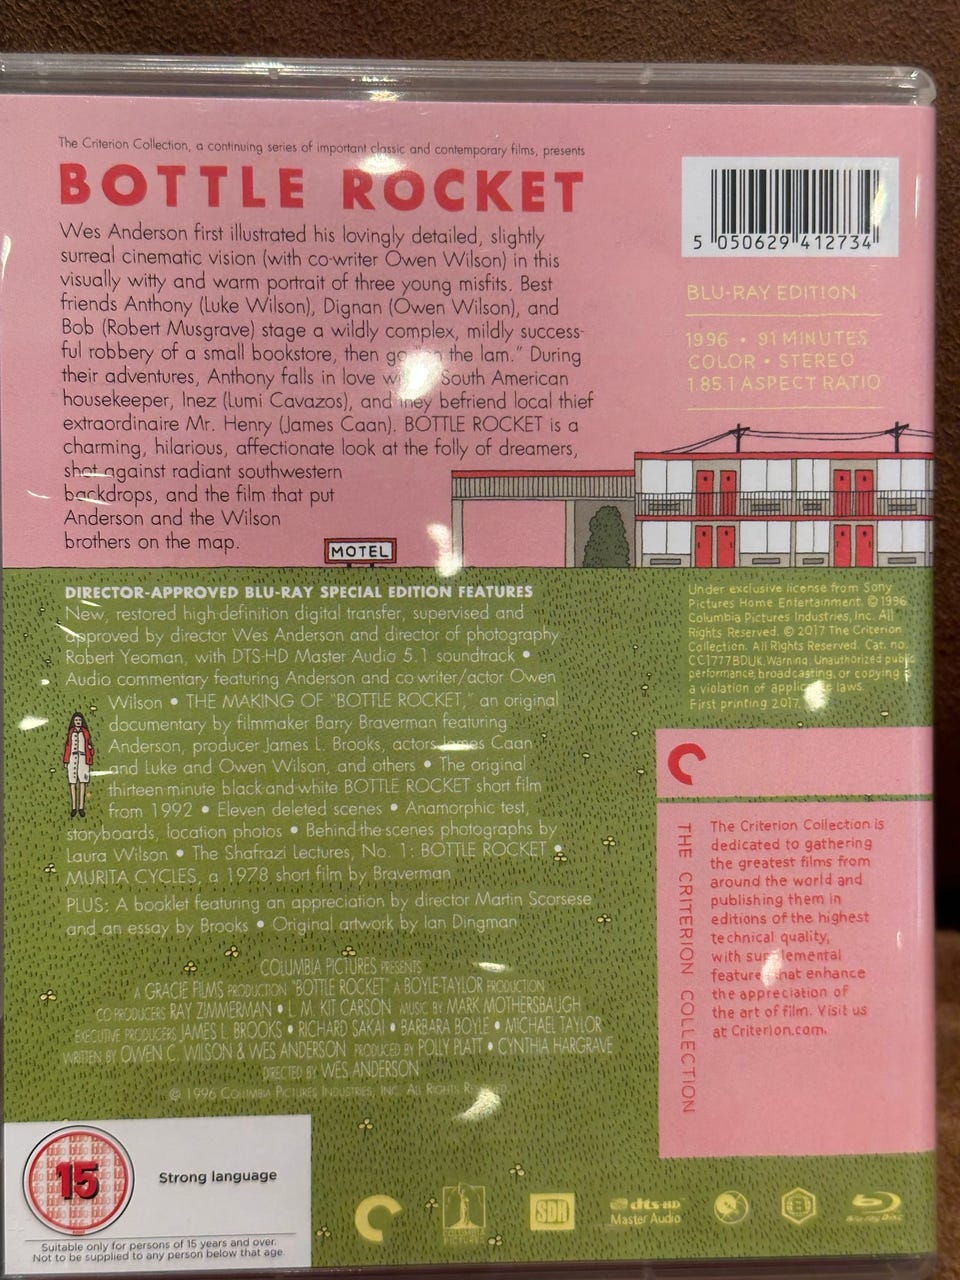 The Criterion Collection, a continuing series of important classic and contemporary films, presents
BOTTLE ROCKET
Wes Anderson first illustrated his lovingly detailed, slightly
surreal cinematic vision (with co-writer Owen Wilson) in this
visually witty and warm portrait of three young misfits. Best
friends Anthony (Luke Wilson), Dignan (Owen Wilson), and
Bob (Robert Musgrave) stage a wildly complex, mildly success-
ful robbery of a small bookstore, then go the lam.” During
their adventures, Anthony falls in love South American
housekeeper, Inez (Lumi Cavazos), and they befriend local thief
extraordinaire Mr. Henry (James Caan). BOTTLE ROCKET is a
charming, hilarious, affectionate look at the folly of dreamers,
shot against radiant southwestern
backdrops, and the film that put
Anderson and the Wilson
brothers on the map.
MOTEL
5 050629 412734
BLU-RAY EDITION
1996 • 91 MINUTES
COLOR • STEREO
1.85:1 ASPECT RATIO
DIRECTOR-APPROVED BLU-RAY SPECIAL EDITION FEATURES
New, restored high-definition digital transfer, supervised and
approved by director Wes Anderson and director of photography
Robert Yeoman, with DTS-HD Master Audio 5.1 soundtrack •
Audio commentary featuring Anderson and co-writer/actor Owen
Wilson • THE MAKING OF “BOTTLE ROCKET,” an original
documentary by filmmaker Barry Braverman featuring
Anderson, producer James L. Brooks, actors James Caan
and Luke and Owen Wilson, and others • The original
thirteen-minute black-and-white BOTTLE ROCKET short film
from 1992 • Eleven deleted scenes • Anamorphic test,
storyboards, location photos • Behind-the-scenes photographs by
Laura Wilson • The Shafrazi Lectures, No. 1: BOTTLE ROCKET •
MURITA CYCLES, a 1978 short film by Braverman
PLUS: A booklet featuring an appreciation by director Martin Scorsese
and an essay by Brooks • Original artwork by Ian Dingman
COLUMBIA PICTURES PRESENTS
A GRACIE FILMS PRODUCTION “BOTTLE ROCKET” A BOYLE-TAYLOR PRODUCTION
CO-PRODUCERS RAY ZIMMERMAN • L. M. KIT CARSON MUSIC BY MARK MOTHERSBAUGH
EXECUTIVE PRODUCERS JAMES L. BROOKS • RICHARD SAKAI • BARBARA BOYLE • MICHAEL TAYLOR
WRITTEN BY OWEN C. WILSON & WES ANDERSON PRODUCED BY POLLY PLATT • CYNTHIA HARGRAVE
DIRECTED BY WES ANDERSON
© 1996 COLUMBIA PICTURES INDUSTRIES, INC. ALL RIGHTS RESERVED.
Under exclusive license from Sony
Pictures Home Entertainment. © 1996
Columbia Pictures Industries, Inc. All
Rights Reserved. © 2017 The Criterion
Collection. All Rights Reserved. Cat. no.
CC1777BDUK. Warning: Unauthorized public
performance, broadcasting, or copying is
a violation of applicable laws.
First printing 2017.
THE CRITERION COLLECTION
The Criterion Collection is
dedicated to gathering
the greatest films from
around the world and
publishing them in
editions of the highest
technical quality,
with supplemental
features that enhance
the appreciation of
the art of film. Visit us
at Criterion.com.
15
Strong language
Suitable only for persons of 15 years and over.
Not to be supplied to any person below that age.
SDH
dts-HD
Master Audio
B
Blu-ray Disc